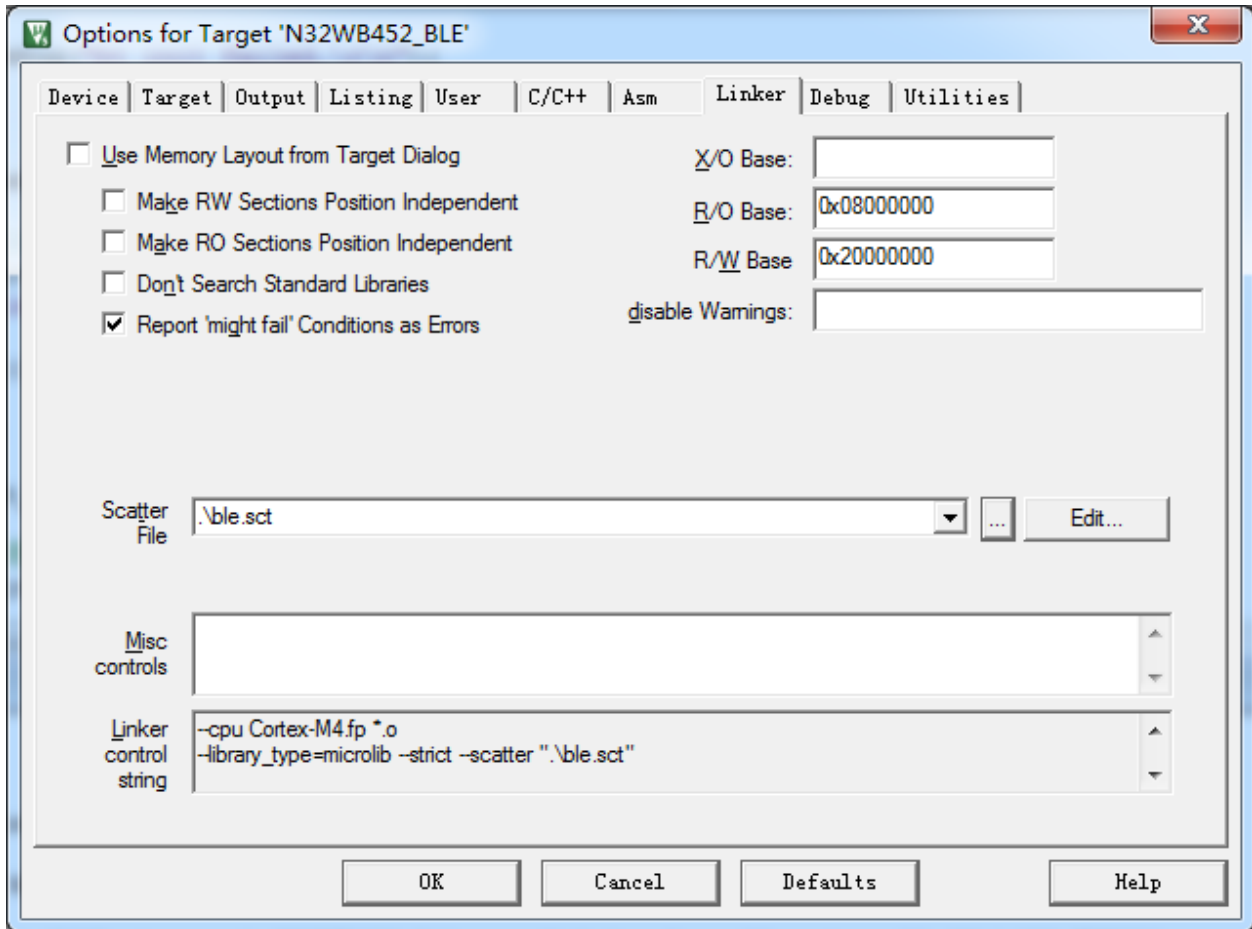 Options for Target 'N32WB452_BLE'
Device Target Output Listing User C/C++ Asm Linker Debug Utilities
Use Memory Layout from Target Dialog
Make RW Sections Position Independent
Make RO Sections Position Independent
Don't Search Standard Libraries
Report 'might fail' Conditions as Errors
X/O Base:
R/O Base: 0x08000000
R/W Base 0x20000000
disable Warnings:
Scatter
File
.\ble.sct
...
Edit...
Misc
controls
Linker
control
string
--cpu Cortex-M4.fp *.o
--library_type=microlib --strict --scatter ".\ble.sct"
OK Cancel Defaults Help